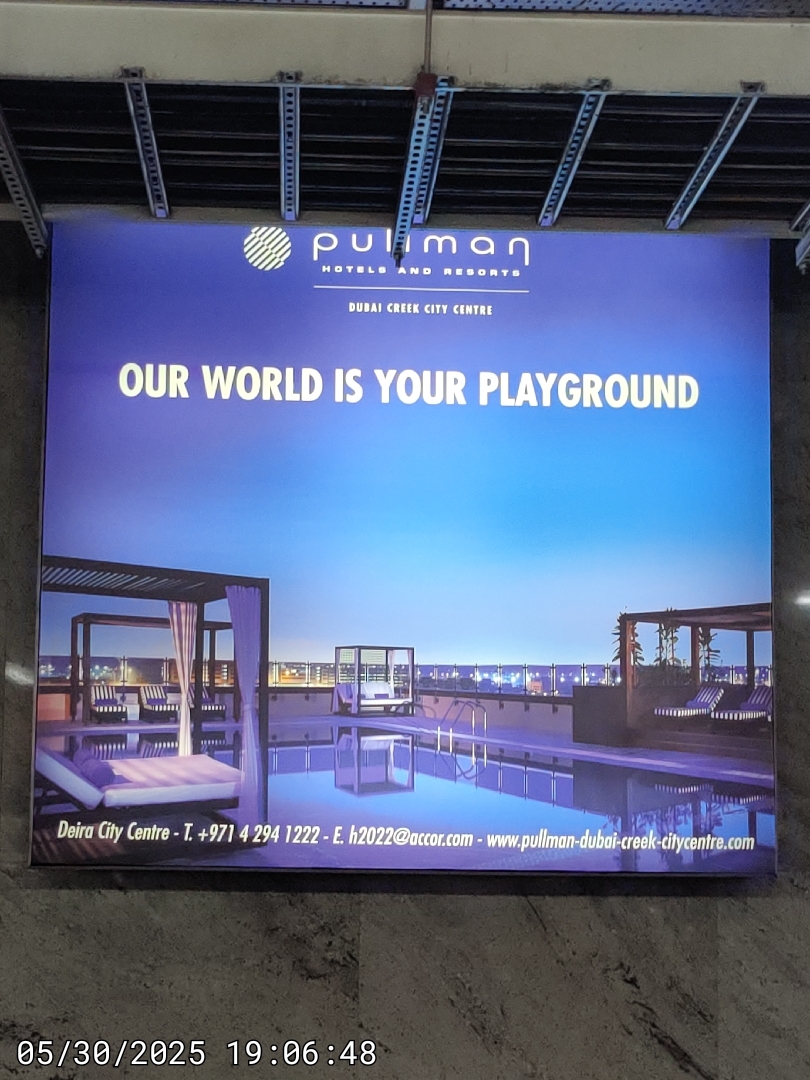 pullman
HOTELS AND RESORTS
DUBAI CREEK CITY CENTRE
OUR WORLD IS YOUR PLAYGROUND
Deira City Centre - T. +971 4 294 1222 - E. h2022@accor.com - www.pullman-dubai-creek-citycentre.com
05/30/2025 19:06:48